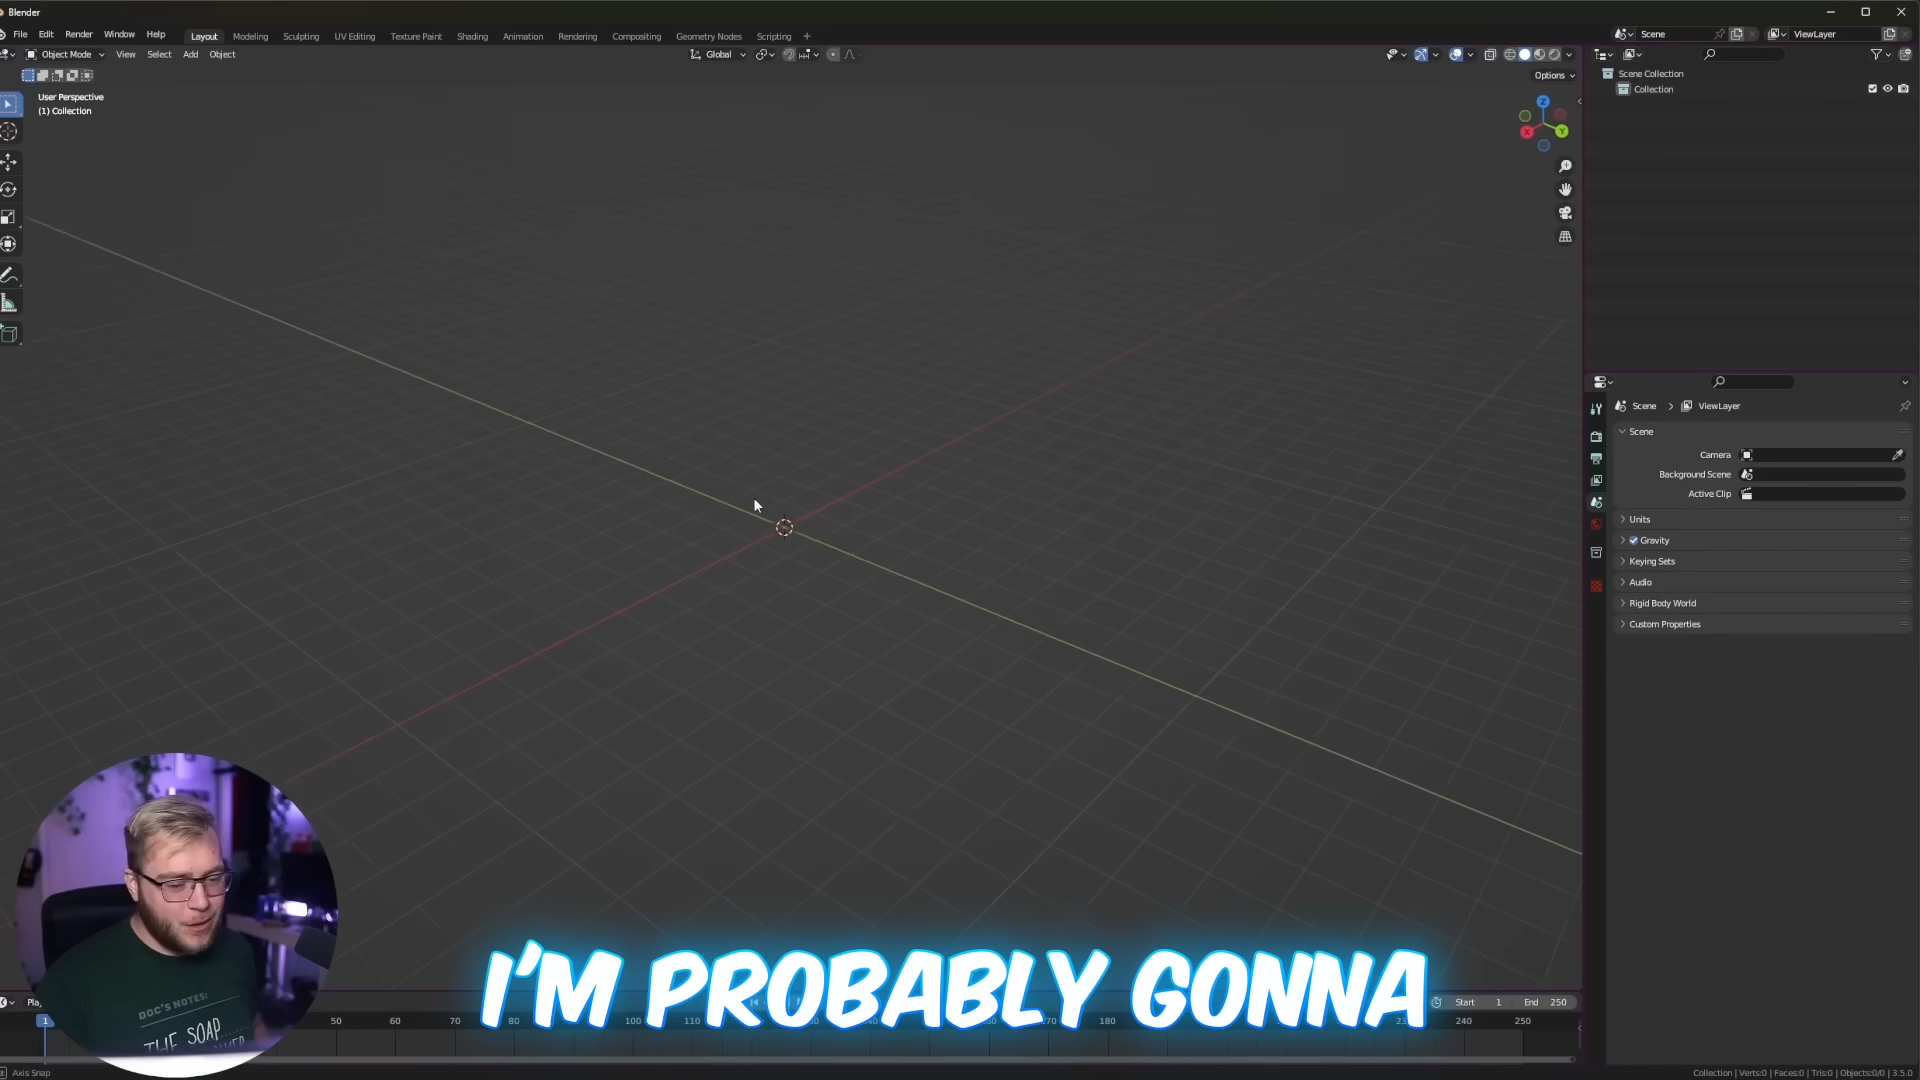 Blender
File Edit Render Window Help Layout Modeling Sculpting UV Editing Texture Paint Shading Animation Rendering Compositing Geometry Nodes Scripting + Scene ViewLayer
Object Mode View Select Add Object Global
Options
User Perspective
(1) Collection
Z
X Y
Scene Collection
Collection
Scene > ViewLayer
Scene
Camera
Background Scene
Active Clip
Units
Gravity
Keying Sets
Audio
Rigid Body World
Custom Properties
DOC'S NOTES:
THE SOAP
I'M PROBABLY GONNA
Start 1 End 250
1 50 60 70 80 90 100 110 180 240 250
Axis Snap
Collection | Verts:0 | Faces:0 | Tris:0 | Objects:0/0 | 3.5.0